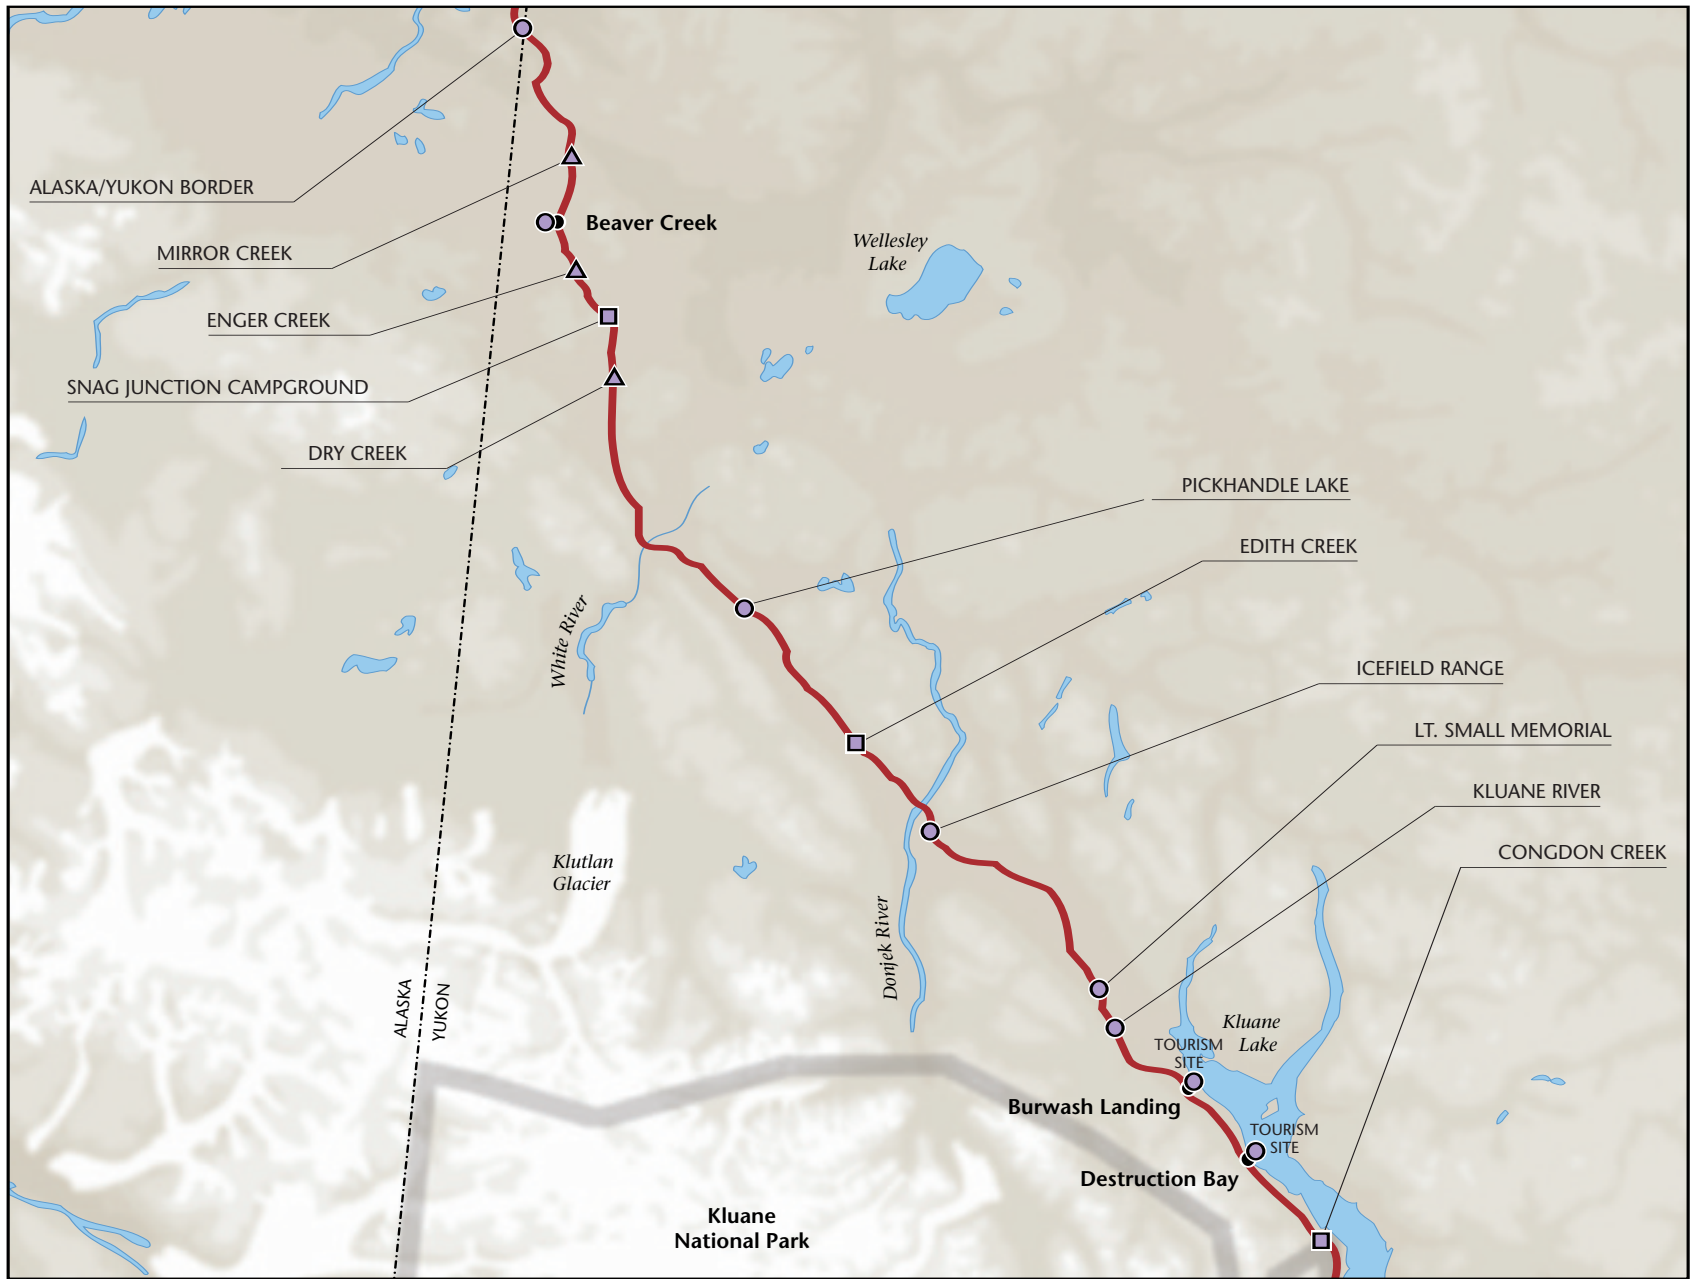 ALASKA/YUKON BORDER
MIRROR CREEK
Beaver Creek
Wellesley
Lake
ENGER CREEK
SNAG JUNCTION CAMPGROUND
DRY CREEK
PICKHANDLE LAKE
EDITH CREEK
White River
ICEFIELD RANGE
LT. SMALL MEMORIAL
KLUANE RIVER
CONGDON CREEK
Klutlan
Glacier
Donjek River
ALASKA
YUKON
Kluane
Lake
TOURISM
SITE
Burwash Landing
TOURISM
SITE
Destruction Bay
Kluane
National Park